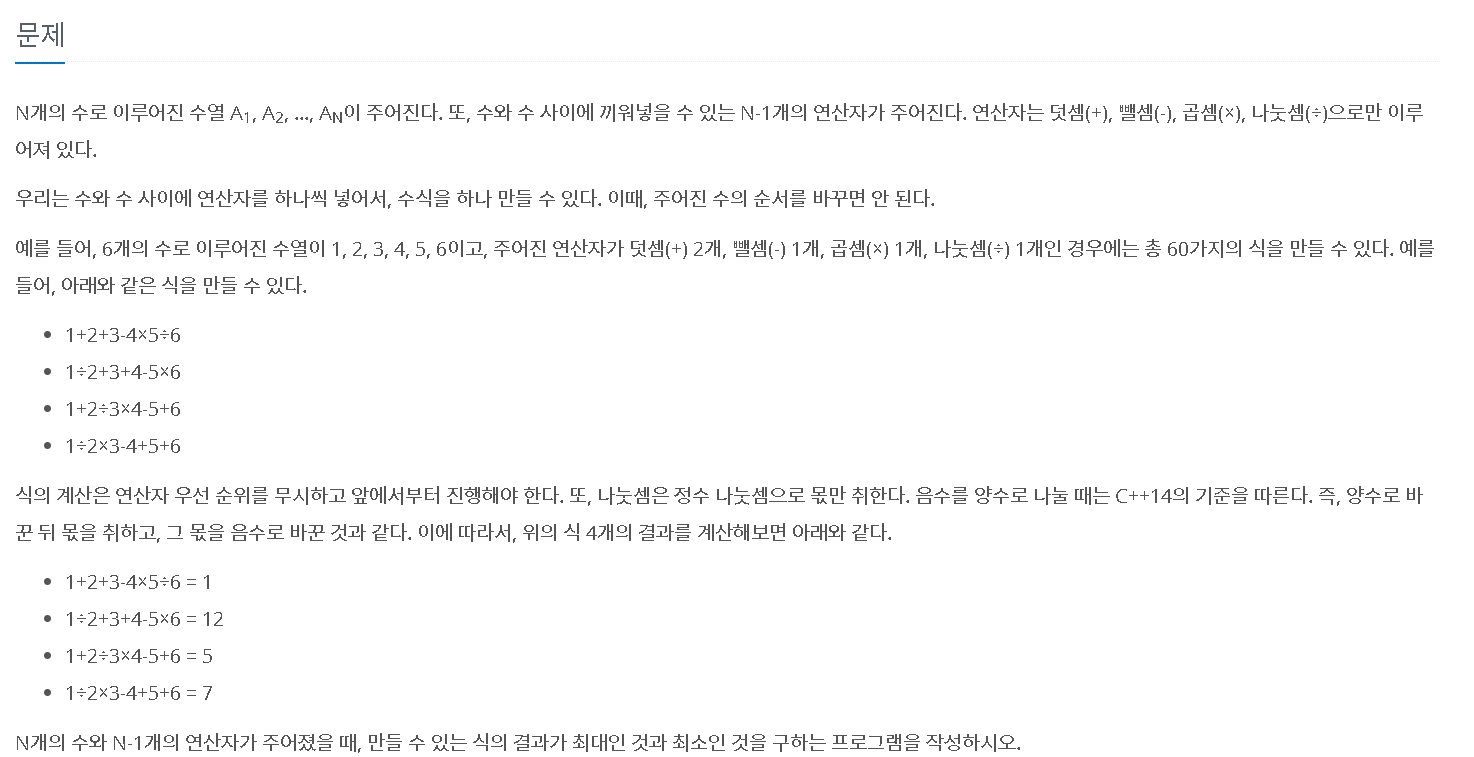 문제
N개의 수로 이루어진 수열 A1, A2, ..., AN이 주어진다. 또, 수와 수 사이에 끼워넣을 수 있는 N-1개의 연산자가 주어진다. 연산자는 덧셈(+), 뺄셈(-), 곱셈(×), 나눗셈(÷)으로만 이루
어져 있다.
우리는 수와 수 사이에 연산자를 하나씩 넣어서, 수식을 하나 만들 수 있다. 이때, 주어진 수의 순서를 바꾸면 안 된다.
예를 들어, 6개의 수로 이루어진 수열이 1, 2, 3, 4, 5, 6이고, 주어진 연산자가 덧셈(+) 2개, 뺄셈(-) 1개, 곱셈(×) 1개, 나눗셈(÷) 1개인 경우에는 총 60가지의 식을 만들 수 있다. 예를
들어, 아래와 같은 식을 만들 수 있다.
• 1+2+3-4×5÷6
• 1÷2+3+4-5×6
• 1+2÷3×4-5+6
• 1÷2×3-4+5+6
식의 계산은 연산자 우선 순위를 무시하고 앞에서부터 진행해야 한다. 또, 나눗셈은 정수 나눗셈으로 몫만 취한다. 음수를 양수로 나눌 때는 C++14의 기준을 따른다. 즉, 양수로 바
꾼 뒤 몫을 취하고, 그 몫을 음수로 바꾼 것과 같다. 이에 따라서, 위의 식 4개의 결과를 계산해보면 아래와 같다.
• 1+2+3-4×5÷6 = 1
• 1÷2+3+4-5×6 = 12
• 1+2÷3×4-5+6 = 5
• 1÷2×3-4+5+6 = 7
N개의 수와 N-1개의 연산자가 주어졌을 때, 만들 수 있는 식의 결과가 최대인 것과 최소인 것을 구하는 프로그램을 작성하시오.